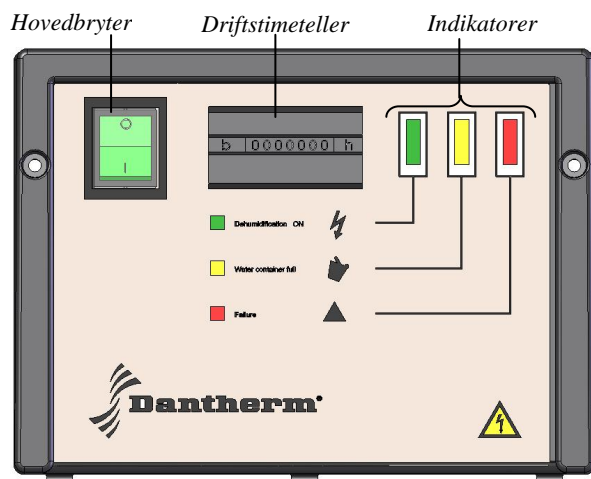 Hovedbryter Driftstimeteller Indikatorer
b 0000000 h
Dehumidification ON
Water container full
Failure
Dantherm